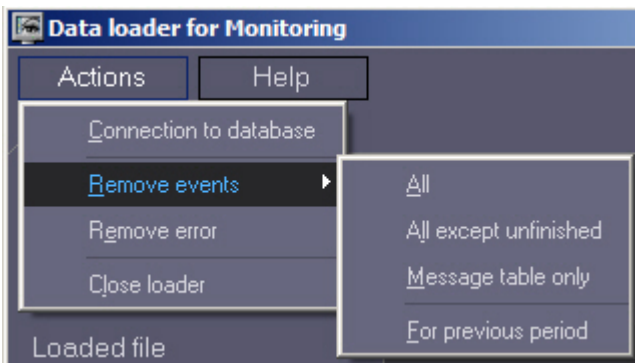 Data loader for Monitoring
Actions Help
Connection to database
Remove events
Remove error
Close loader
All
All except unfinished
Message table only
For previous period
Loaded file